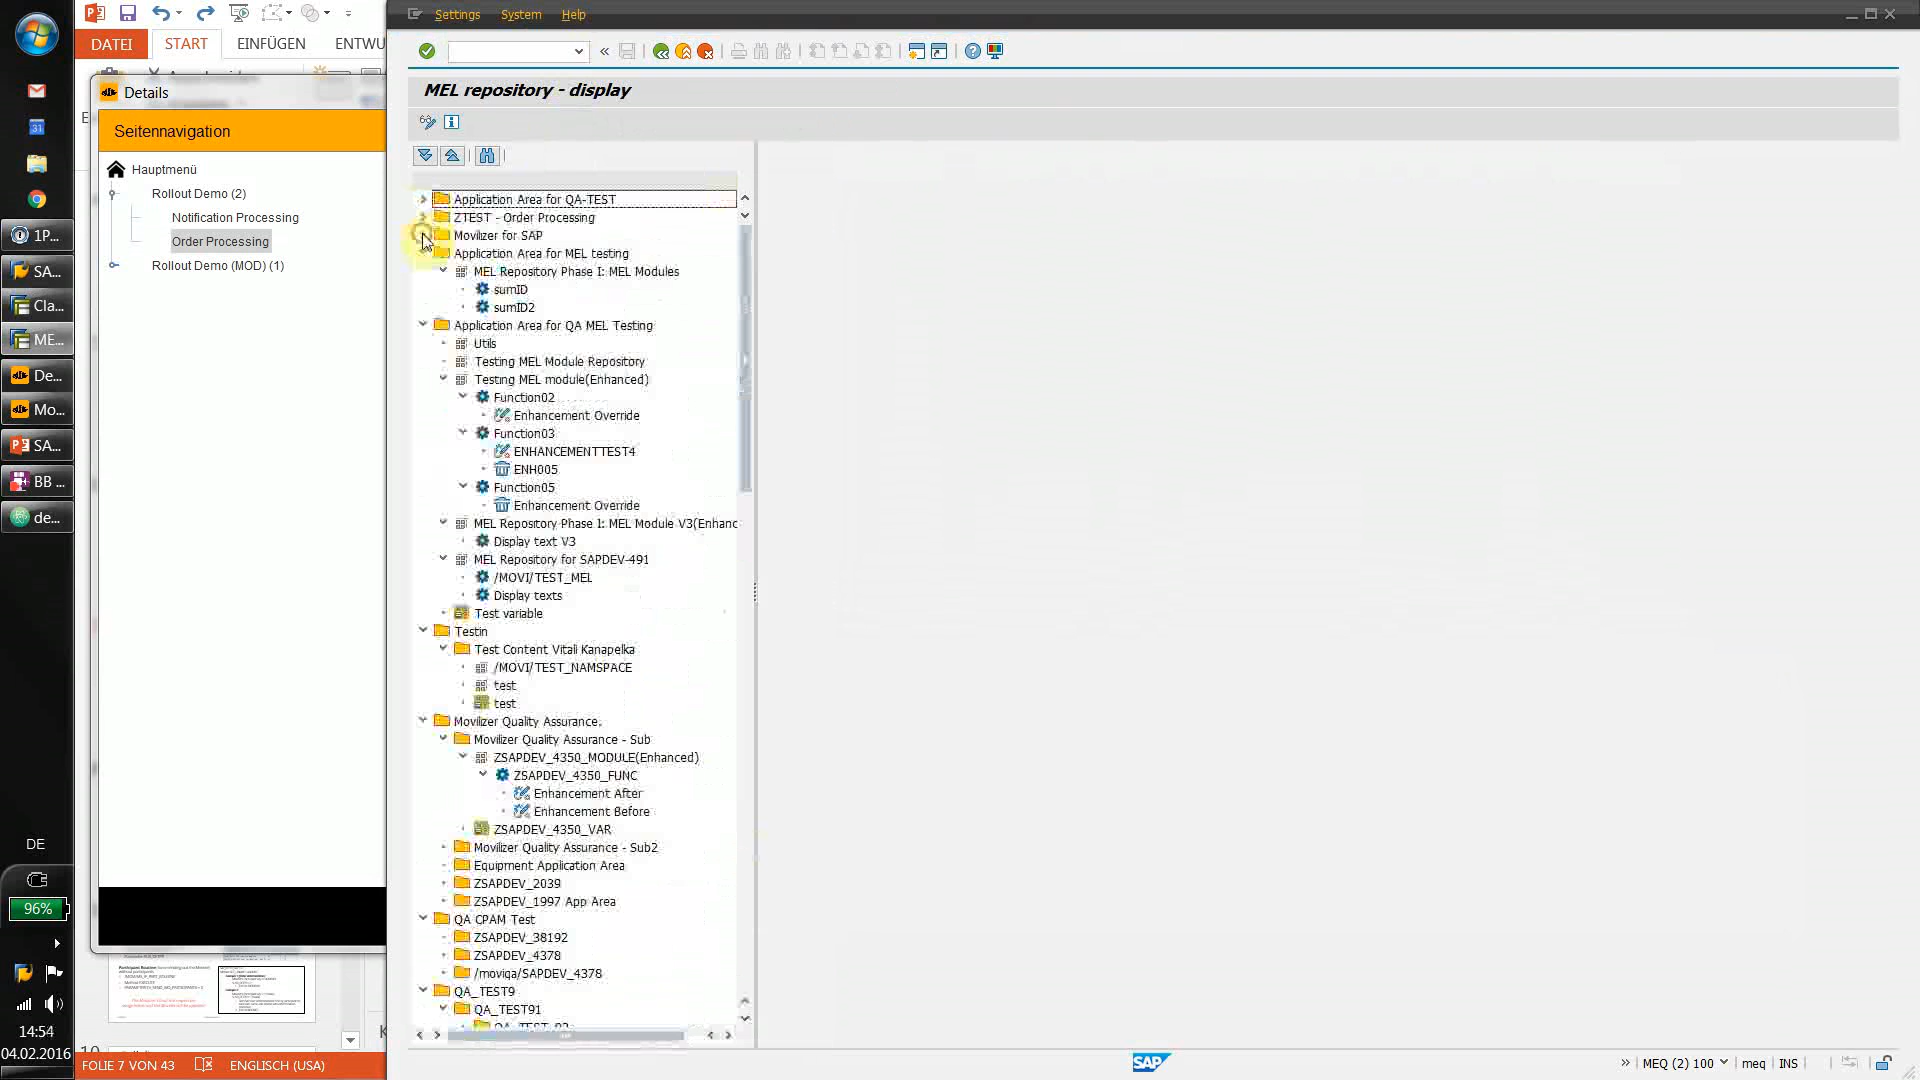 Settings System Help
DATEI START EINFÜGEN ENTWU
MEL repository - display
Details
Seitennavigation
Hauptmenü
Rollout Demo (2)
Notification Processing
Order Processing
Rollout Demo (MOD) (1)
Application Area for QA-TEST
ZTEST - Order Processing
Movilizer for SAP
Application Area for MEL testing
MEL Repository Phase I: MEL Modules
sumID
sumID2
Application Area for QA MEL Testing
Utils
Testing MEL Module Repository
Testing MEL module(Enhanced)
Function02
Enhancement Override
Function03
ENHANCEMENTTEST4
ENH005
Function05
Enhancement Override
MEL Repository Phase I: MEL Module V3(Enhanc
Display text V3
MEL Repository for SAPDEV-491
/MOVI/TEST_MEL
Display texts
Test variable
Testin
Test Content Vitali Kanapelka
/MOVI/TEST_NAMSPACE
test
test
Movilizer Quality Assurance.
Movilizer Quality Assurance - Sub
ZSAPDEV_4350_MODULE(Enhanced)
ZSAPDEV_4350_FUNC
Enhancement After
Enhancement Before
ZSAPDEV_4350_VAR
Movilizer Quality Assurance - Sub2
Equipment Application Area
ZSAPDEV_2039
ZSAPDEV_1997 App Area
QA CPAM Test
ZSAPDEV_38192
ZSAPDEV_4378
/moviqa/SAPDEV_4378
QA_TEST9
QA_TEST91
31
1P...
SA...
Cla...
ME...
De...
Mo...
SA...
BB ...
de...
DE
96%
14:54
04.02.2016
FOLIE 7 VON 43 ENGLISCH (USA)
SAP
MEQ (2) 100 meq INS